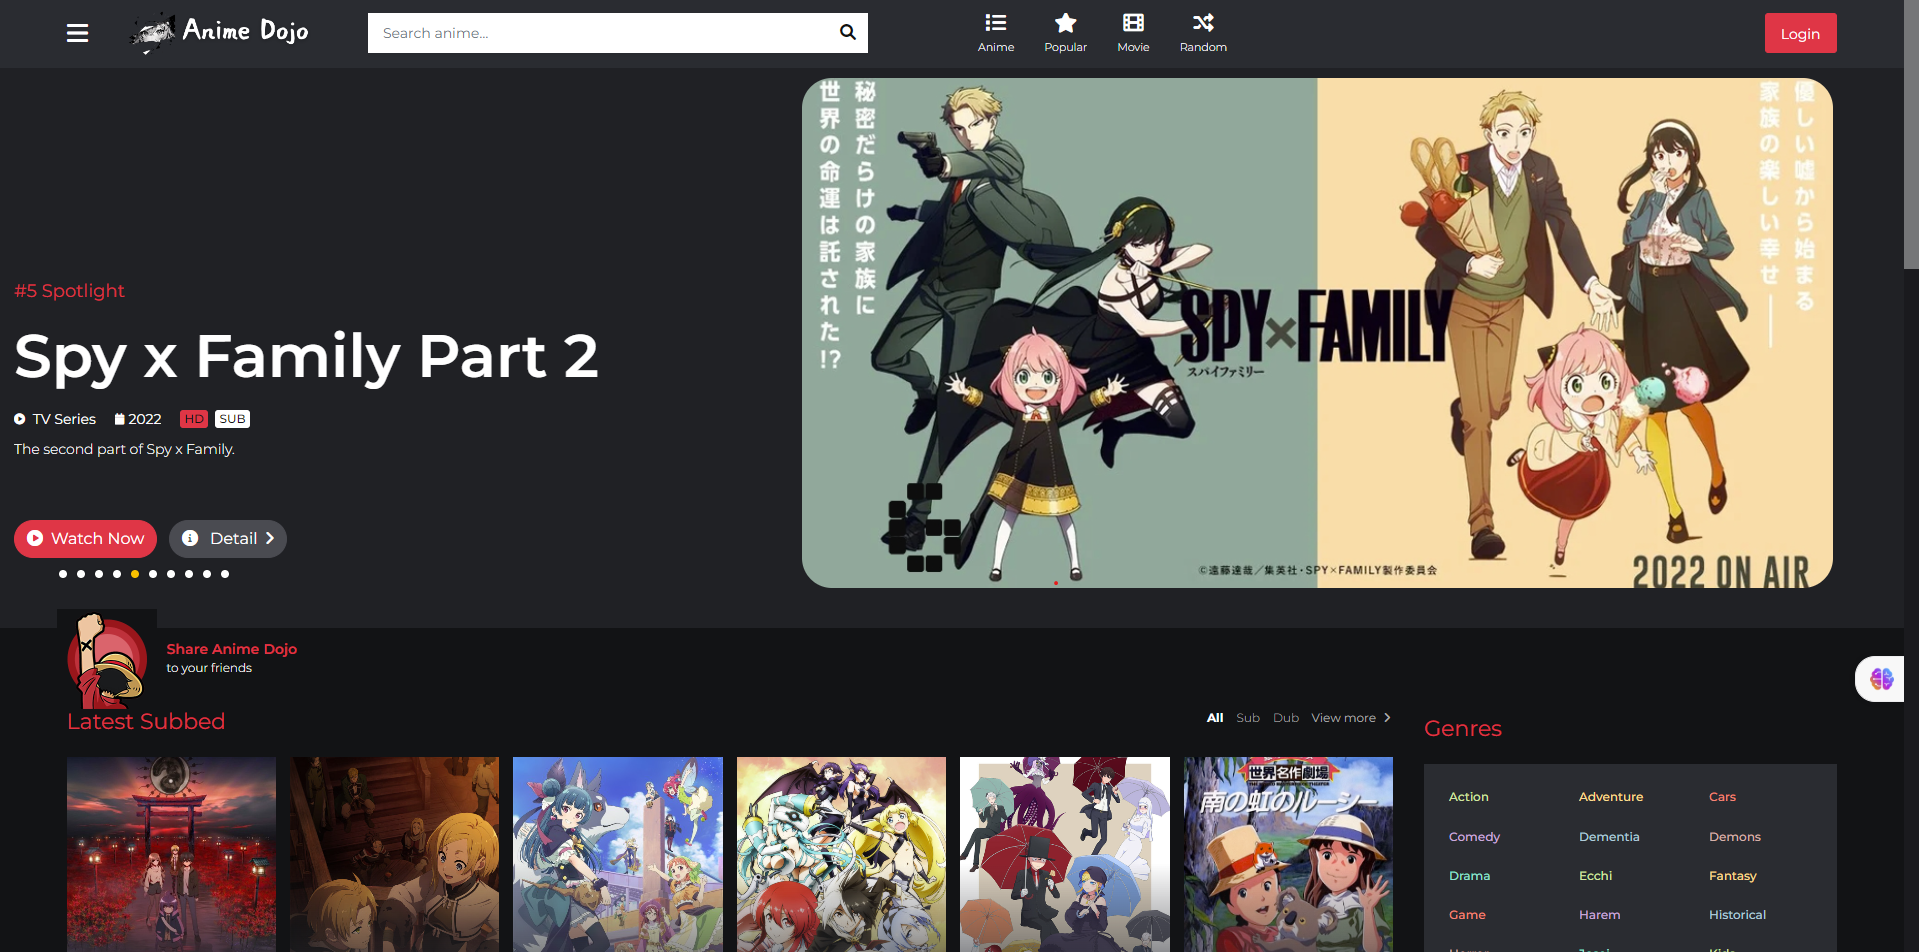 Anime Dojo
Search anime...
Anime
Popular
Movie
Random
Login
#5 Spotlight
Spy x Family Part 2
TV Series
2022
HD
SUB
The second part of Spy x Family.
Watch Now
Detail
秘密だらけの家族に
世界の命運は託された!?
優しい嘘から始まる
家族の楽しい幸せ——
SPY×FAMILY
スパイファミリー
©遠藤達哉／集英社・SPY×FAMILY製作委員会
2022 ON AIR
Share Anime Dojo
to your friends
Latest Subbed
All
Sub
Dub
View more
世界名作劇場
南の虹のルーシー
Genres
Action
Adventure
Cars
Comedy
Dementia
Demons
Drama
Ecchi
Fantasy
Game
Harem
Historical